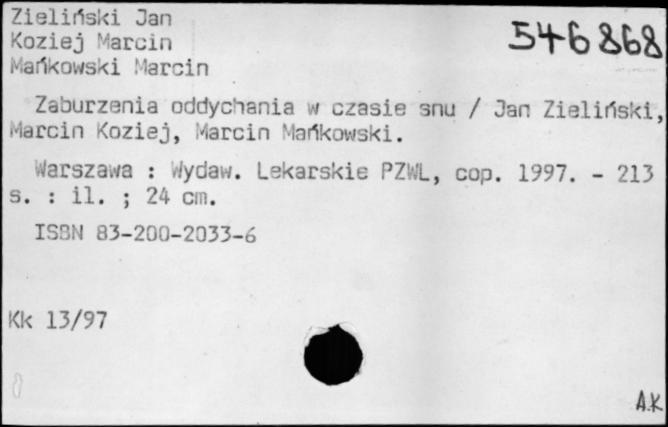 Zieliński Jan
Koziej Marcin
Mańkowski Marcin
546868
Zaburzenia oddychania w czasie snu / Jan Zieliński,
Marcin Koziej, Marcin Mańkowski.
Warszawa : Wydaw. Lekarskie PZWL, cop. 1997. - 213
s. : il. ; 24 cm.
ISBN 83-200-2033-6
Kk 13/97
A.K